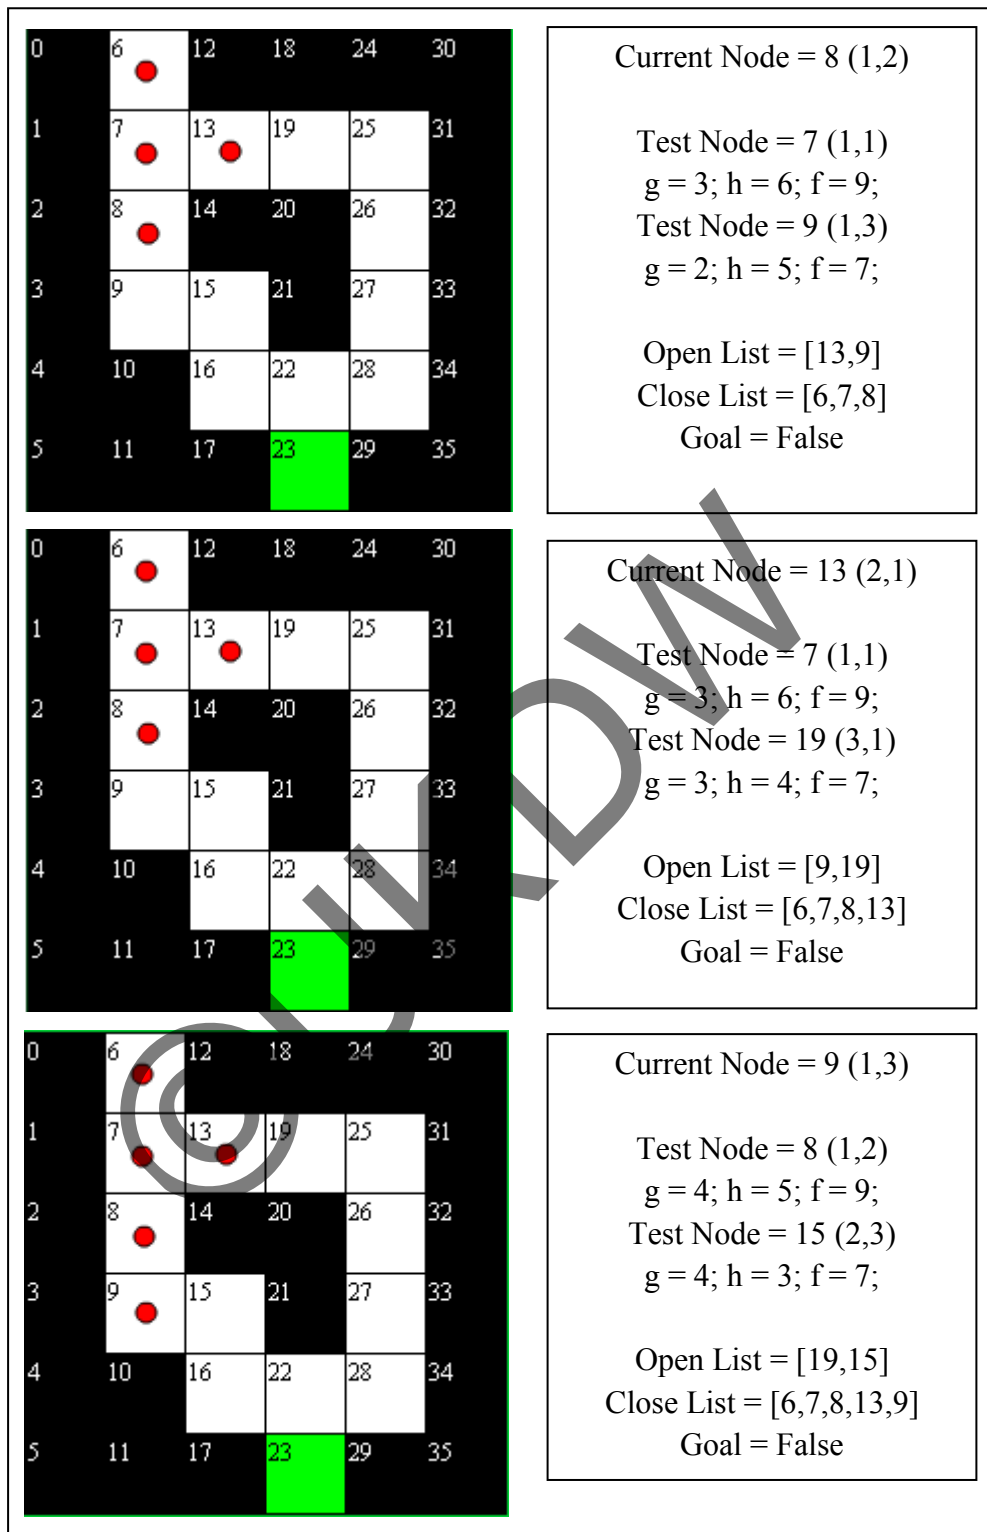 0 6 12 18 24 30
1 7 13 19 25 31
2 8 14 20 26 32
3 9 15 21 27 33
4 10 16 22 28 34
5 11 17 23 29 35
Current Node = 8 (1,2)
Test Node = 7 (1,1)
g = 3; h = 6; f = 9;
Test Node = 9 (1,3)
g = 2; h = 5; f = 7;
Open List = [13,9]
Close List = [6,7,8]
Goal = False
0 6 12 18 24 30
1 7 13 19 25 31
2 8 14 20 26 32
3 9 15 21 27 33
4 10 16 22 28 34
5 11 17 23 29 35
Current Node = 13 (2,1)
Test Node = 7 (1,1)
g = 3; h = 6; f = 9;
Test Node = 19 (3,1)
g = 3; h = 4; f = 7;
Open List = [9,19]
Close List = [6,7,8,13]
Goal = False
0 6 12 18 24 30
1 7 13 19 25 31
2 8 14 20 26 32
3 9 15 21 27 33
4 10 16 22 28 34
5 11 17 23 29 35
Current Node = 9 (1,3)
Test Node = 8 (1,2)
g = 4; h = 5; f = 9;
Test Node = 15 (2,3)
g = 4; h = 3; f = 7;
Open List = [19,15]
Close List = [6,7,8,13,9]
Goal = False
©UKDW